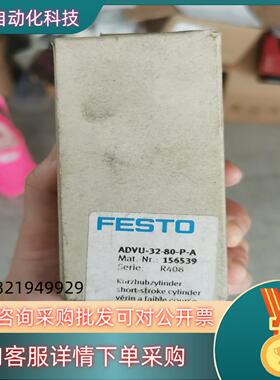 自动化科技
FESTO
ADVU-32-80-P-A
Mat. Nr.: 156539
Serie: R408
Kurzhubzylinder
short-stroke cylinder
vérin à faible course
321949929
咨询采购批发可对公开票
客服详情下单采购